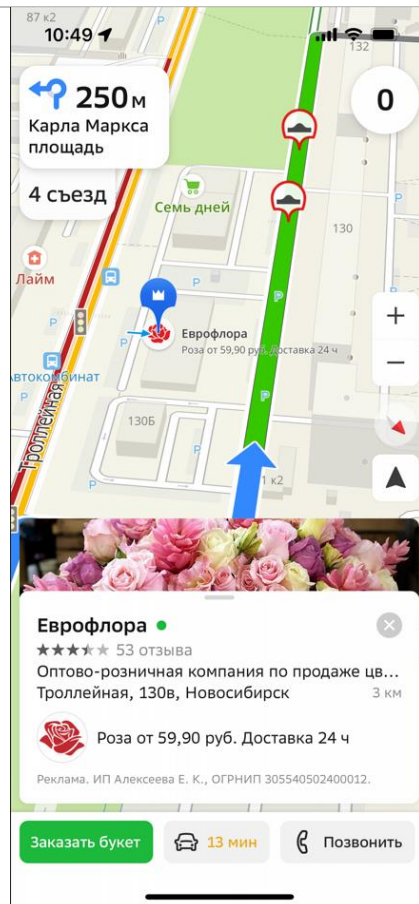 87 к2
10:49
132
250 м
Карла Маркса
площадь
0
4 съезд
Семь дней
130
Лайм
P
Еврофлора
Роза от 59,90 руб. Доставка 24 ч
Автокомбинат
Троллейная
130Б
1 к2
Еврофлора
53 отзыва
Оптово-розничная компания по продаже цв...
Троллейная, 130в, Новосибирск
3 км
Роза от 59,90 руб. Доставка 24 ч
Реклама. ИП Алексеева Е. К., ОГРНИП 305540502400012.
Заказать букет
13 мин
Позвонить